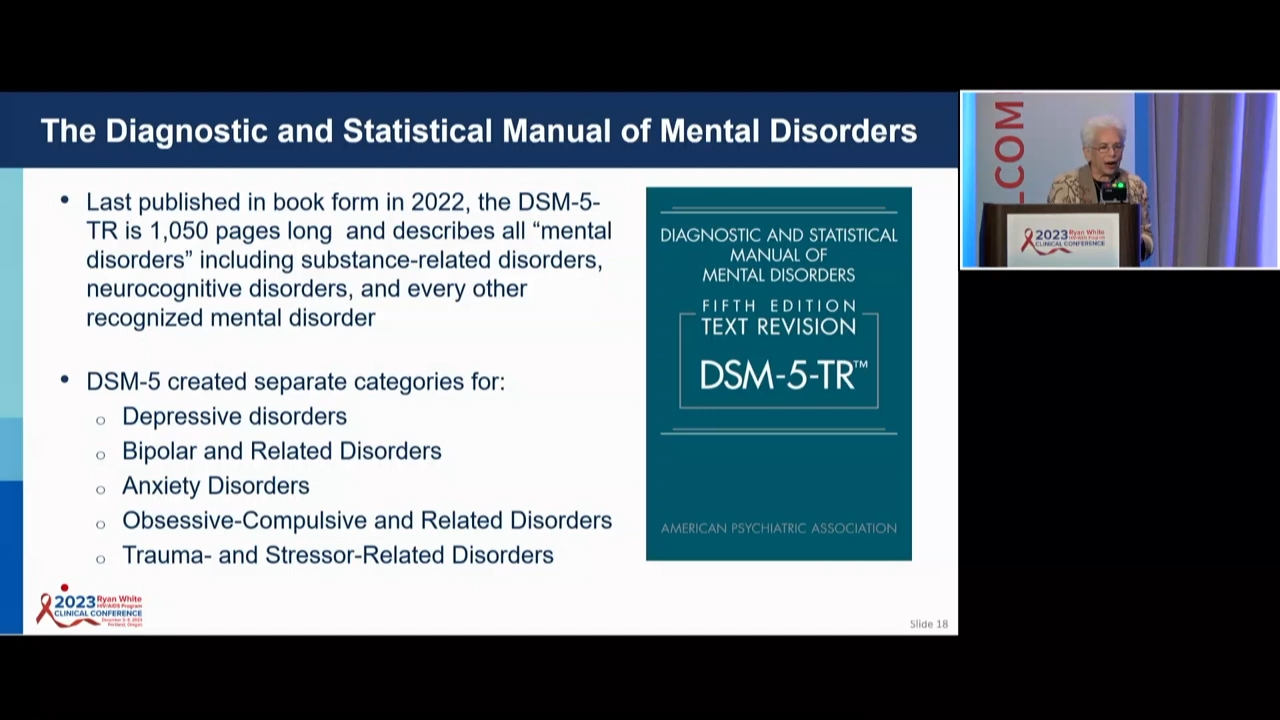 The Diagnostic and Statistical Manual of Mental Disorders
• Last published in book form in 2022, the DSM-5-
TR is 1,050 pages long and describes all “mental
disorders” including substance-related disorders,
neurocognitive disorders, and every other
recognized mental disorder
• DSM-5 created separate categories for:
o Depressive disorders
o Bipolar and Related Disorders
o Anxiety Disorders
o Obsessive-Compulsive and Related Disorders
o Trauma- and Stressor-Related Disorders
DIAGNOSTIC AND STATISTICAL
MANUAL OF
MENTAL DISORDERS
FIFTH EDITION
TEXT REVISION
DSM-5-TR™
AMERICAN PSYCHIATRIC ASSOCIATION
2023 Ryan White
HIV/AIDS Program
CLINICAL CONFERENCE
Portland, Oregon
Slide 18
.COM
2023 Ryan White
CLINICAL CONFERENCE